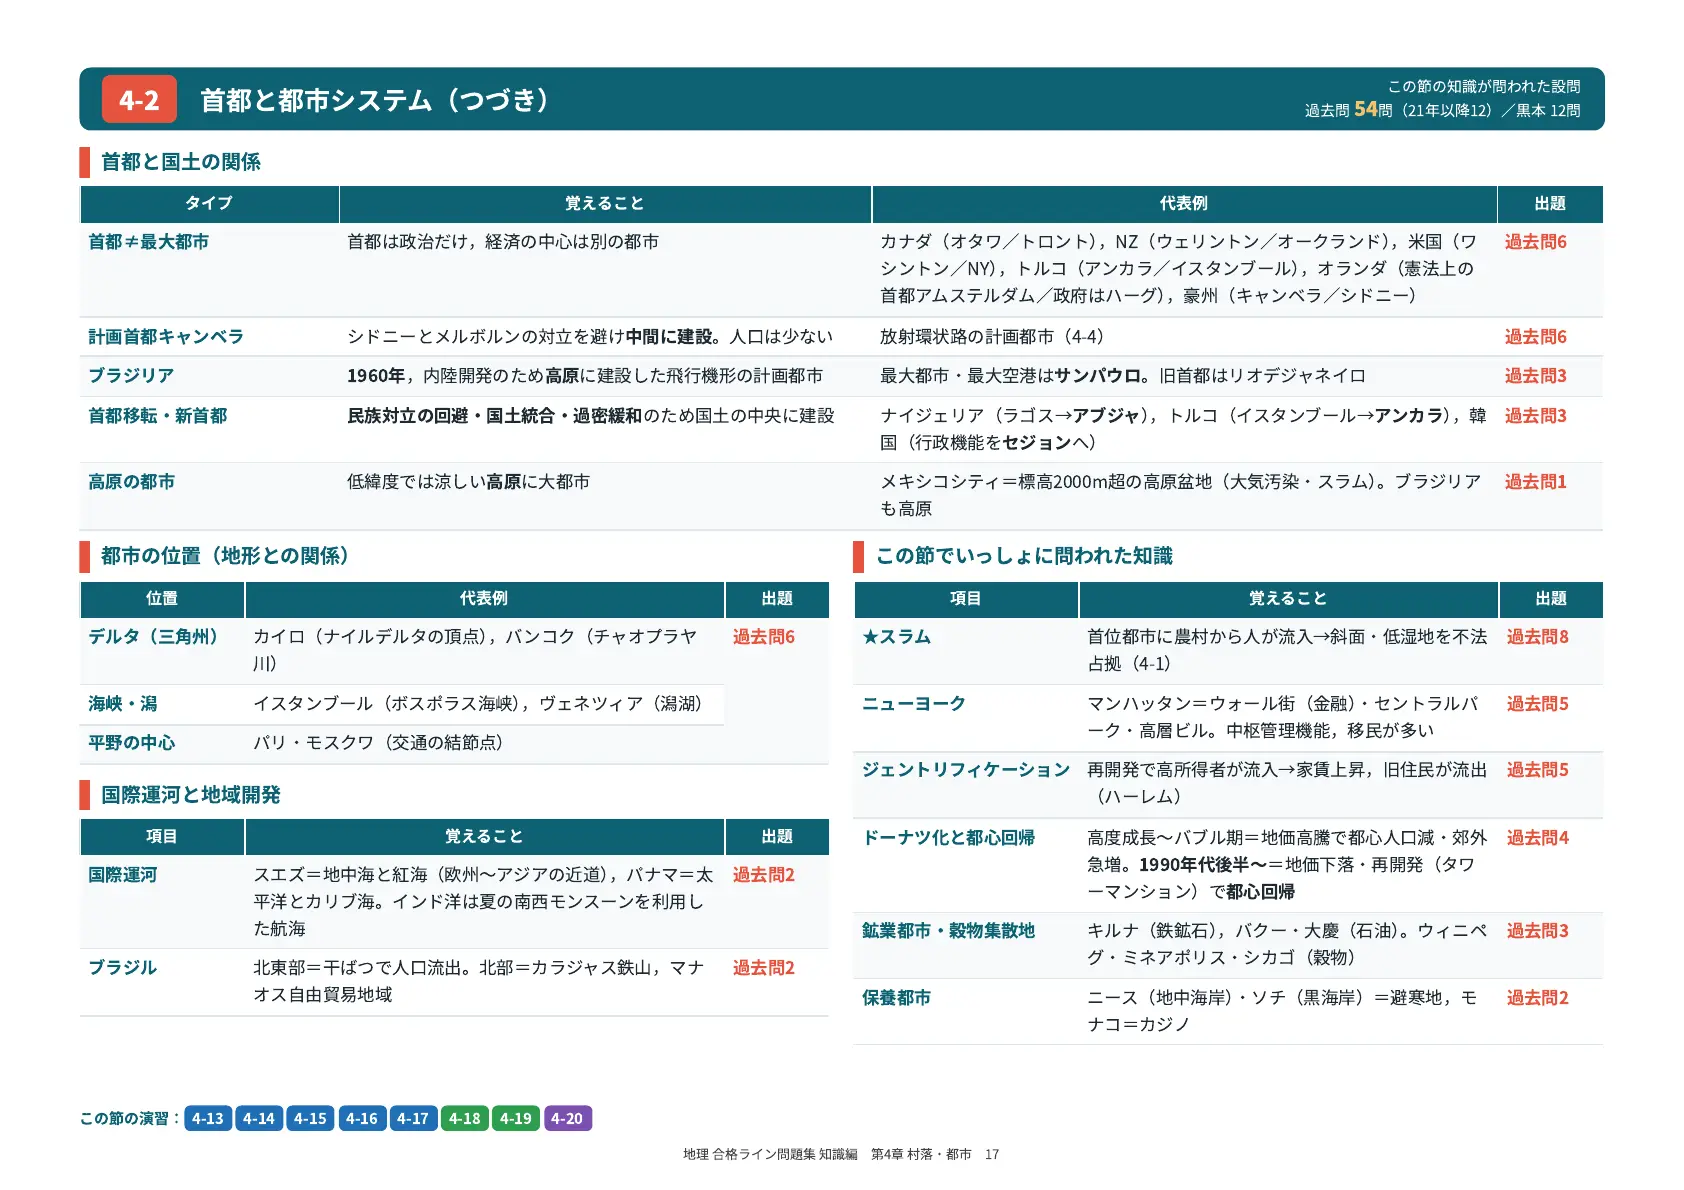 4-2 首都と都市システム（つづき）
この節の知識が問われた設問
過去問 54問（21年以降12）／黒本 12問
首都と国土の関係
タイプ 覚えること 代表例 出題
首都≠最大都市 首都は政治だけ，経済の中心は別の都市 カナダ（オタワ／トロント），NZ（ウェリントン／オークランド），米国（ワ 過去問6
シントン／NY），トルコ（アンカラ／イスタンブール），オランダ（憲法上の
首都アムステルダム／政府はハーグ），豪州（キャンベラ／シドニー）
計画首都キャンベラ シドニーとメルボルンの対立を避け中間に建設。人口は少ない 放射環状路の計画都市（4-4） 過去問6
ブラジリア 1960年，内陸開発のため高原に建設した飛行機形の計画都市 最大都市・最大空港はサンパウロ。旧首都はリオデジャネイロ 過去問3
首都移転・新首都 民族対立の回避・国土統合・過密緩和のため国土の中央に建設 ナイジェリア（ラゴス→アブジャ），トルコ（イスタンブール→アンカラ），韓 過去問3
国（行政機能をセジョンへ）
高原の都市 低緯度では涼しい高原に大都市 メキシコシティ＝標高2000m超の高原盆地（大気汚染・スラム）。ブラジリア 過去問1
も高原
都市の位置（地形との関係）
位置 代表例 出題
デルタ（三角州） カイロ（ナイルデルタの頂点），バンコク（チャオプラヤ 過去問6
川）
海峡・潟 イスタンブール（ボスポラス海峡），ヴェネツィア（潟湖）
平野の中心 パリ・モスクワ（交通の結節点）
国際運河と地域開発
項目 覚えること 出題
国際運河 スエズ＝地中海と紅海（欧州〜アジアの近道），パナマ＝太 過去問2
平洋とカリブ海。インド洋は夏の南西モンスーンを利用し
た航海
ブラジル 北東部＝干ばつで人口流出。北部＝カラジャス鉄山，マナ 過去問2
オス自由貿易地域
この節でいっしょに問われた知識
項目 覚えること 出題
★スラム 首位都市に農村から人が流入→斜面・低湿地を不法 過去問8
占拠（4-1）
ニューヨーク マンハッタン＝ウォール街（金融）・セントラルパ 過去問5
ーク・高層ビル。中枢管理機能，移民が多い
ジェントリフィケーション 再開発で高所得者が流入→家賃上昇，旧住民が流出 過去問5
（ハーレム）
ドーナツ化と都心回帰 高度成長〜バブル期＝地価高騰で都心人口減・郊外 過去問4
急増。1990年代後半〜＝地価下落・再開発（タワ
ーマンション）で都心回帰
鉱業都市・穀物集散地 キルナ（鉄鉱石），バクー・大慶（石油）。ウィニペ 過去問3
グ・ミネアポリス・シカゴ（穀物）
保養都市 ニース（地中海岸）・ソチ（黒海岸）＝避寒地，モ 過去問2
ナコ＝カジノ
この節の演習： 4-13 4-14 4-15 4-16 4-17 4-18 4-19 4-20
地理 合格ライン問題集 知識編 第4章 村落・都市 17